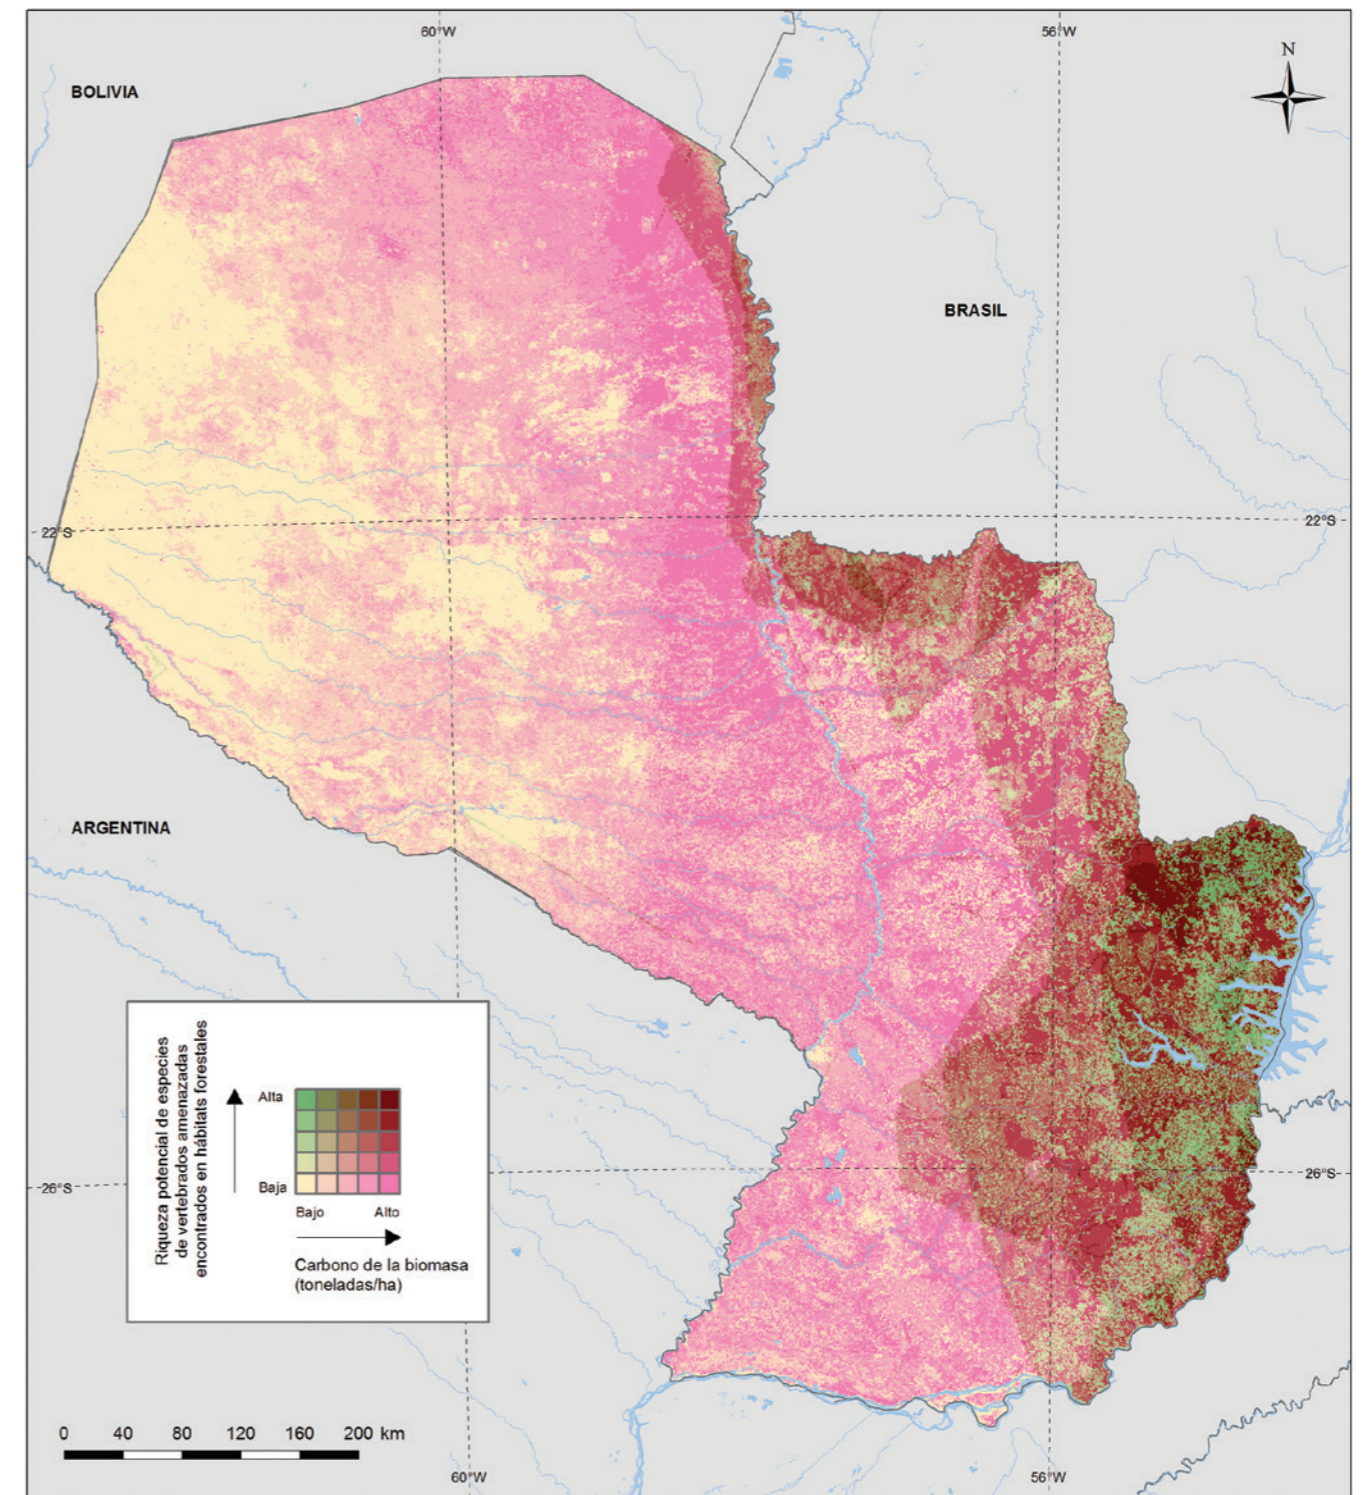 60°W
56°W
N
BOLIVIA
BRASIL
22°S
22°S
ARGENTINA
Riqueza potencial de especies
de vertebrados amenazadas
encontrados en hábitats forestales
Alta
Baja
Bajo
Alto
Carbono de la biomasa
(toneladas/ha)
26°S
26°S
0 40 80 120 160 200 km
60°W
56°W